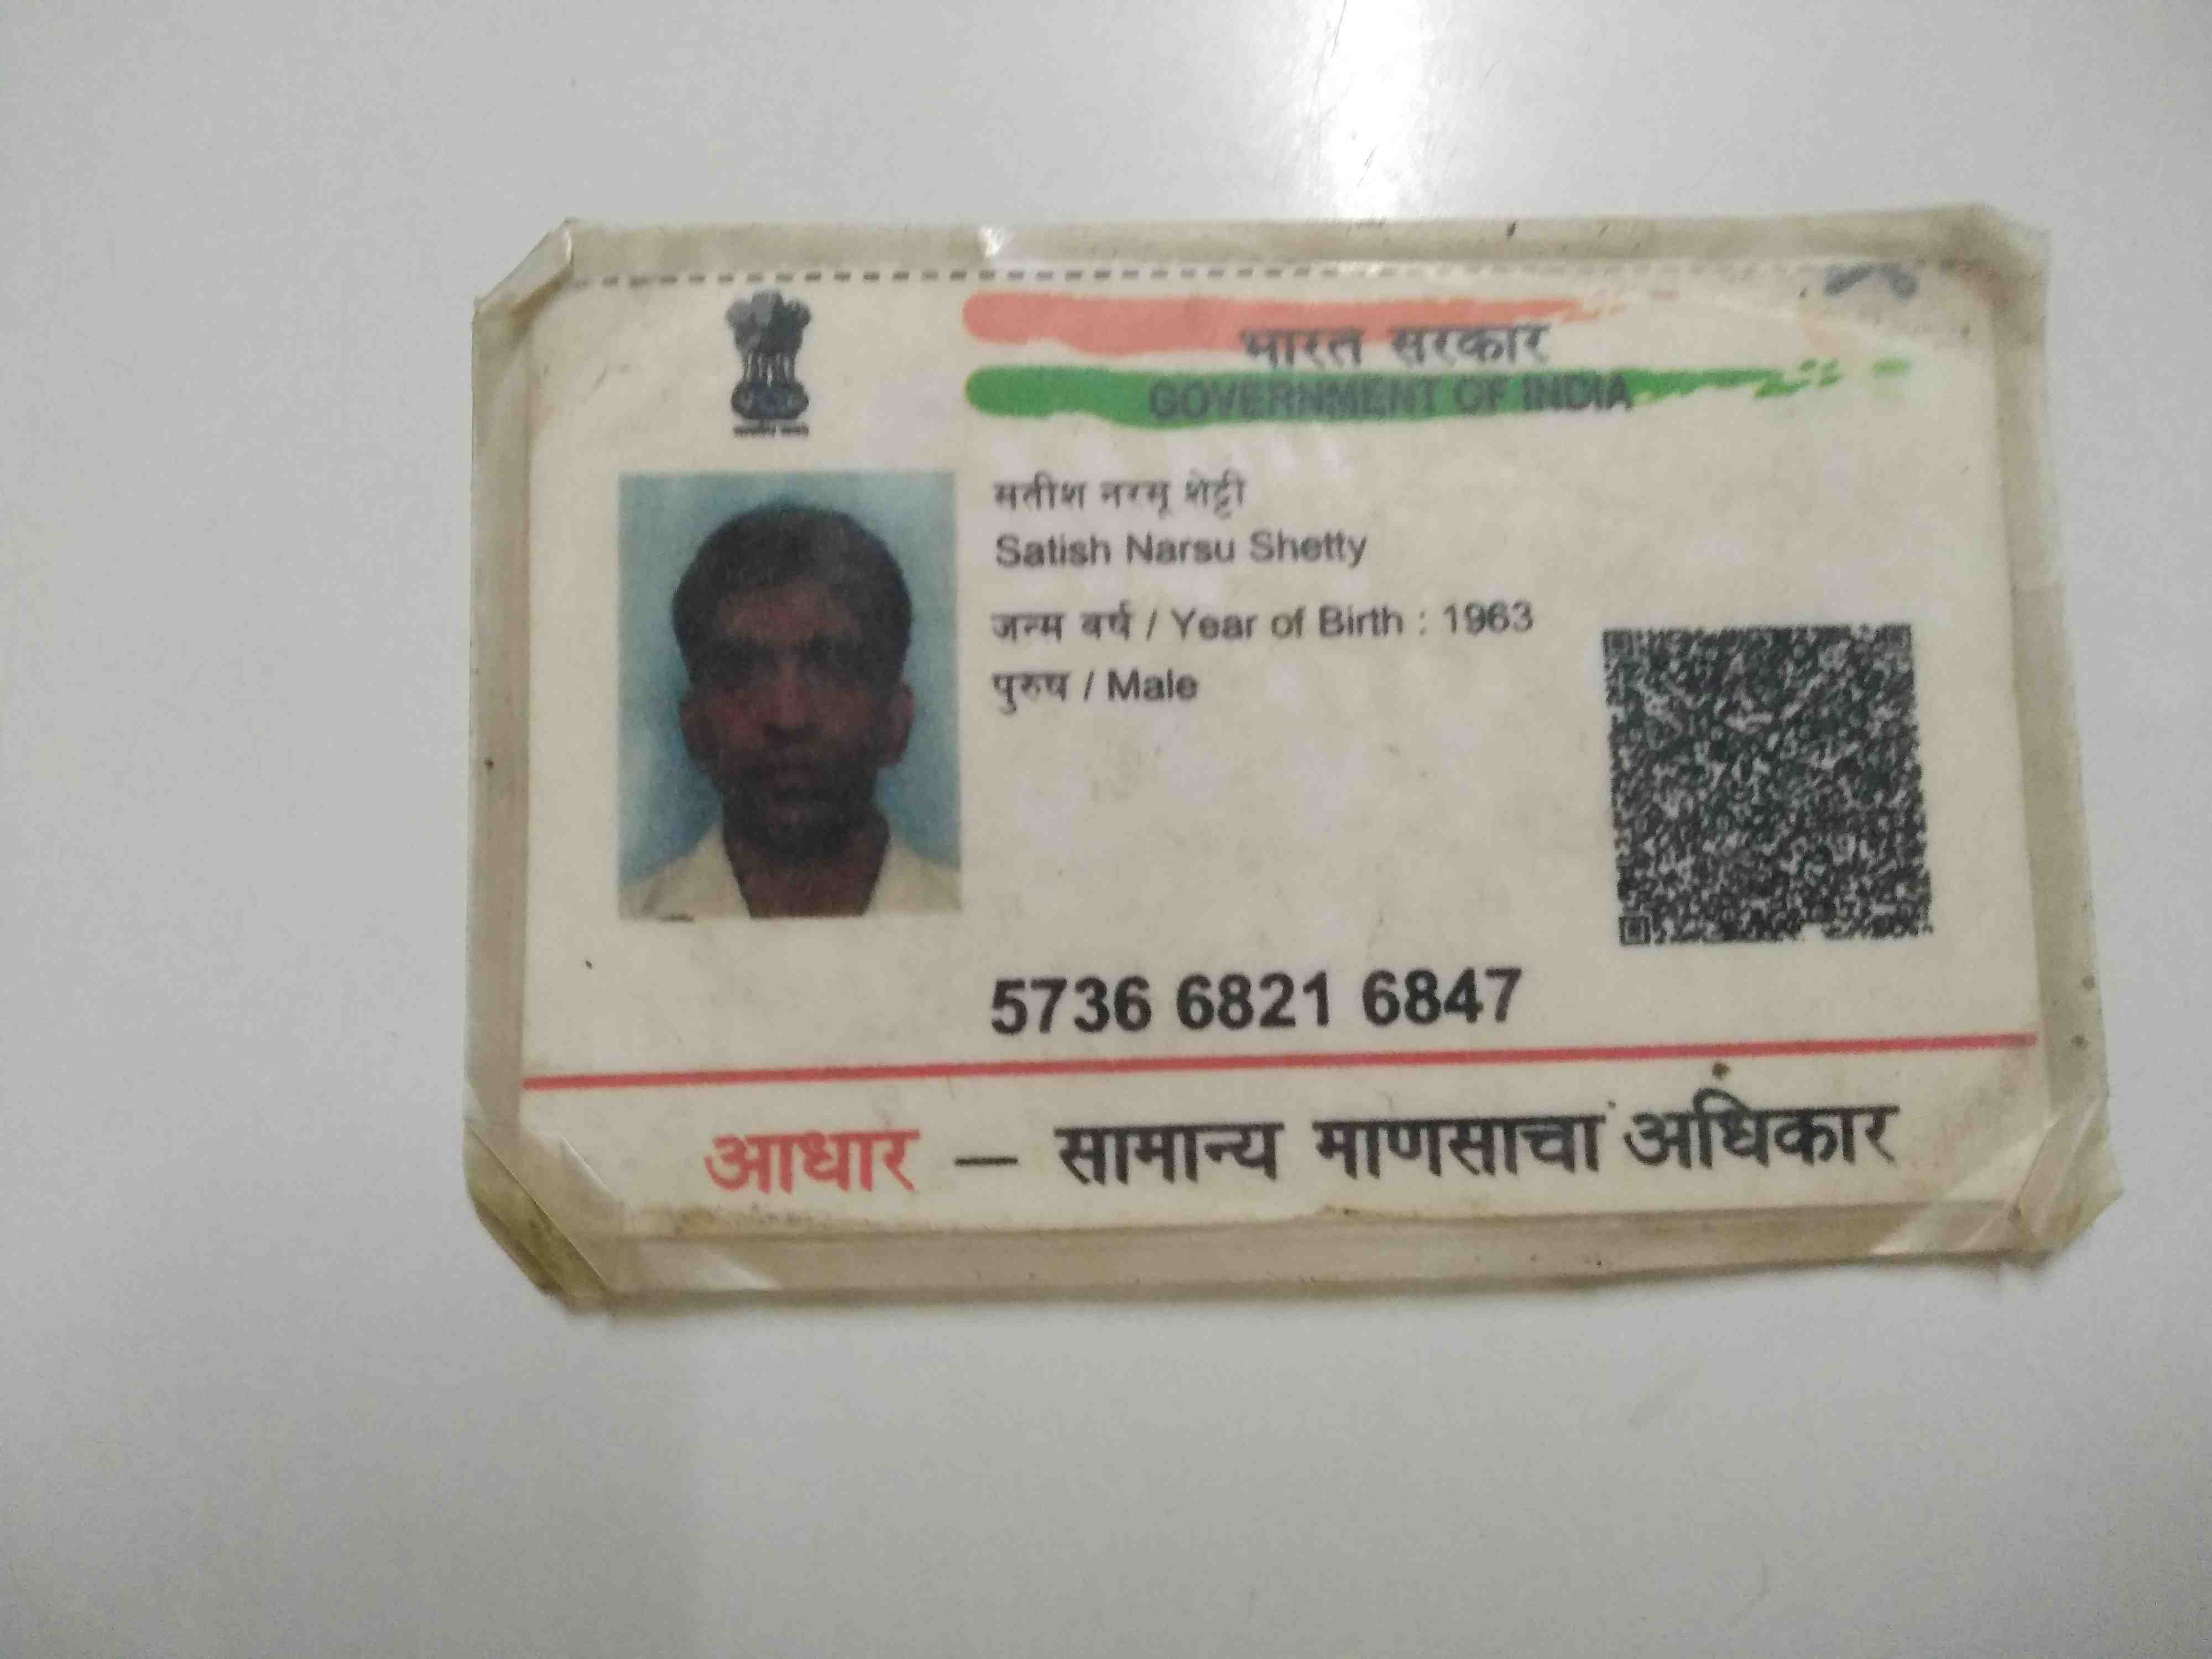 भारत सरकार
GOVERNMENT OF INDIA
सतीश नरसू शेट्टी
Satish Narsu Shetty
जन्म वर्ष / Year of Birth : 1963
पुरुष / Male
5736 6821 6847
आधार — सामान्य माणसाचा अधिकार